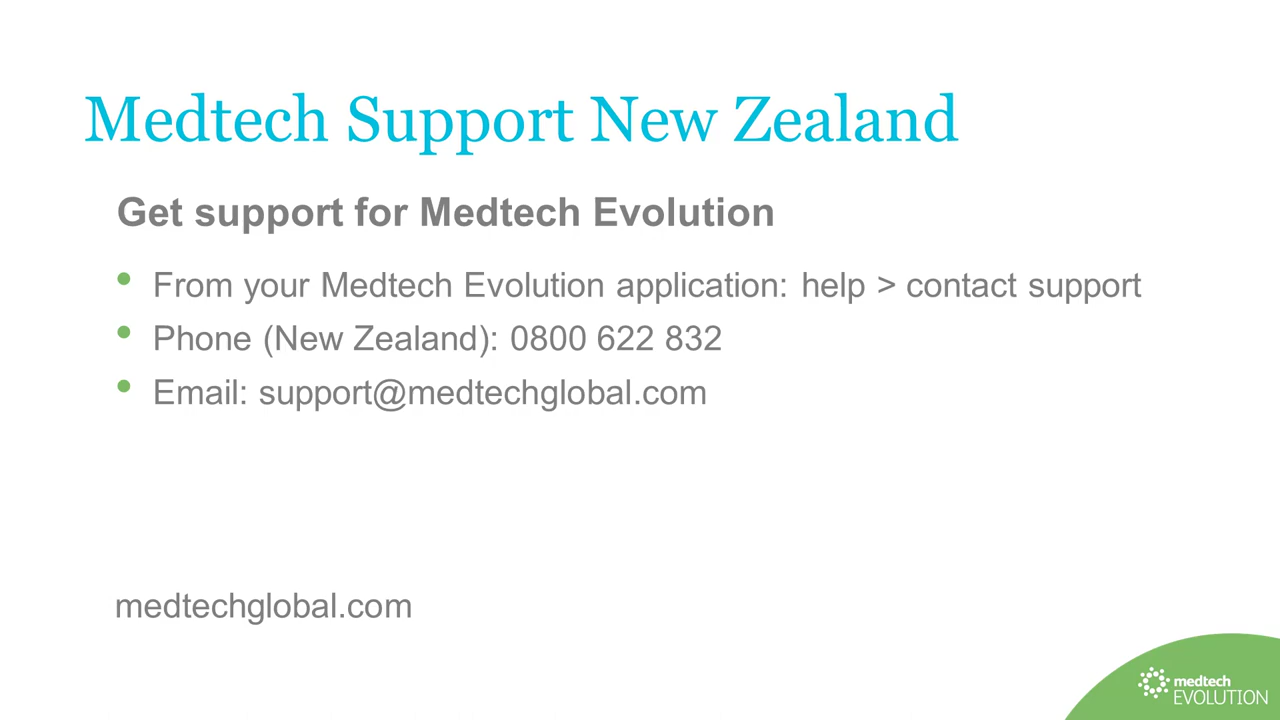 Medtech Support New Zealand
Get support for Medtech Evolution
• From your Medtech Evolution application: help > contact support
• Phone (New Zealand): 0800 622 832
• Email: support@medtechglobal.com
medtechglobal.com
medtech
EVOLUTION